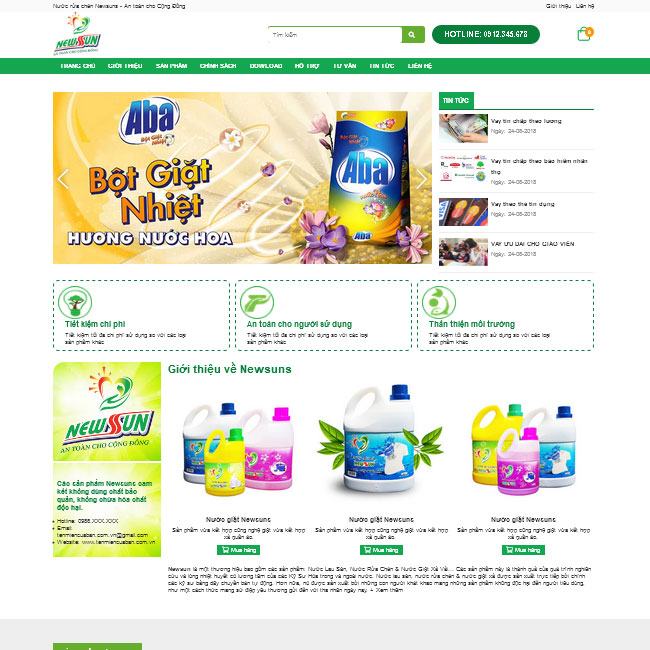 Nước rửa chén Newsuns - An toàn cho Cộng Đồng
Giới thiệu Liên hệ
NEWSSUN
AN TOÀN CHO CỘNG ĐỒNG
Tìm kiếm
HOTLINE: 0912.345.678
0
TRANG CHỦ GIỚI THIỆU SẢN PHẨM CHÍNH SÁCH DOWLOAD HỖ TRỢ TƯ VẤN TIN TỨC LIÊN HỆ
Aba
Bột Giặt Nhiệt
Bột Giặt
Nhiệt
HƯƠNG NƯỚC HOA
Aba
Aba
TIN TỨC
Vay tín chấp theo lương
Ngày: 24-08-2018
Vay tín chấp theo bảo hiểm nhân
thọ
Ngày: 24-08-2018
VISA
Vay theo thẻ tín dụng
Ngày: 24-08-2018
VAY ƯU ĐÃI CHO GIÁO VIÊN
Ngày: 24-08-2018
Tiết kiệm chi phí
Tiết kiệm tối đa chi phí sử dụng so với các loại
sản phẩm khác
An toàn cho người sử dụng
Tiết kiệm tối đa chi phí sử dụng so với các loại
sản phẩm khác
Thân thiện môi trường
Tiết kiệm tối đa chi phí sử dụng so với các loại
sản phẩm khác
NEWSSUN
AN TOÀN CHO CỘNG ĐỒNG
Các sản phẩm Newsuns cam
kết không dùng chất bảo
quản, không chứa hóa chất
độc hại.
Hotline: 0986.XXX.XXX
Email:
tenmiencuaban.com.vn@gmail.com
Website: www.tenmiencuaban.com.vn
Giới thiệu về Newsuns
Nước giặt Newsuns
Sản phẩm vừa kết hợp công nghệ giặt vừa kết hợp
xả quần áo.
Mua hàng
Nước giặt Newsuns
Sản phẩm vừa kết hợp công nghệ giặt vừa kết hợp
xả quần áo.
Mua hàng
Nước giặt Newsuns
Sản phẩm vừa kết hợp công nghệ giặt vừa kết hợp
xả quần áo.
Mua hàng
Newsun là một thương hiệu bao gồm các sản phẩm: Nước Lau Sàn, Nước Rửa Chén & Nước Giặt Xả Vải... Các sản phẩm này là thành quả của quá trình nghiên
cứu và lòng nhiệt huyết có lương tâm của các Kỹ Sư Hóa trong và ngoài nước. Nước lau sàn, nước rửa chén & nước giặt xả được sản xuất trực tiếp bởi chính
các kỹ sư bằng dây chuyền bán tự động. Hơn nữa, nó được sản xuất bởi những con người khát khao mang những sản phẩm không độc hại đến người tiêu dùng,
như một cách thức mang sứ điệp yêu thương gửi đến với tha nhân ngày nay. + Xem thêm